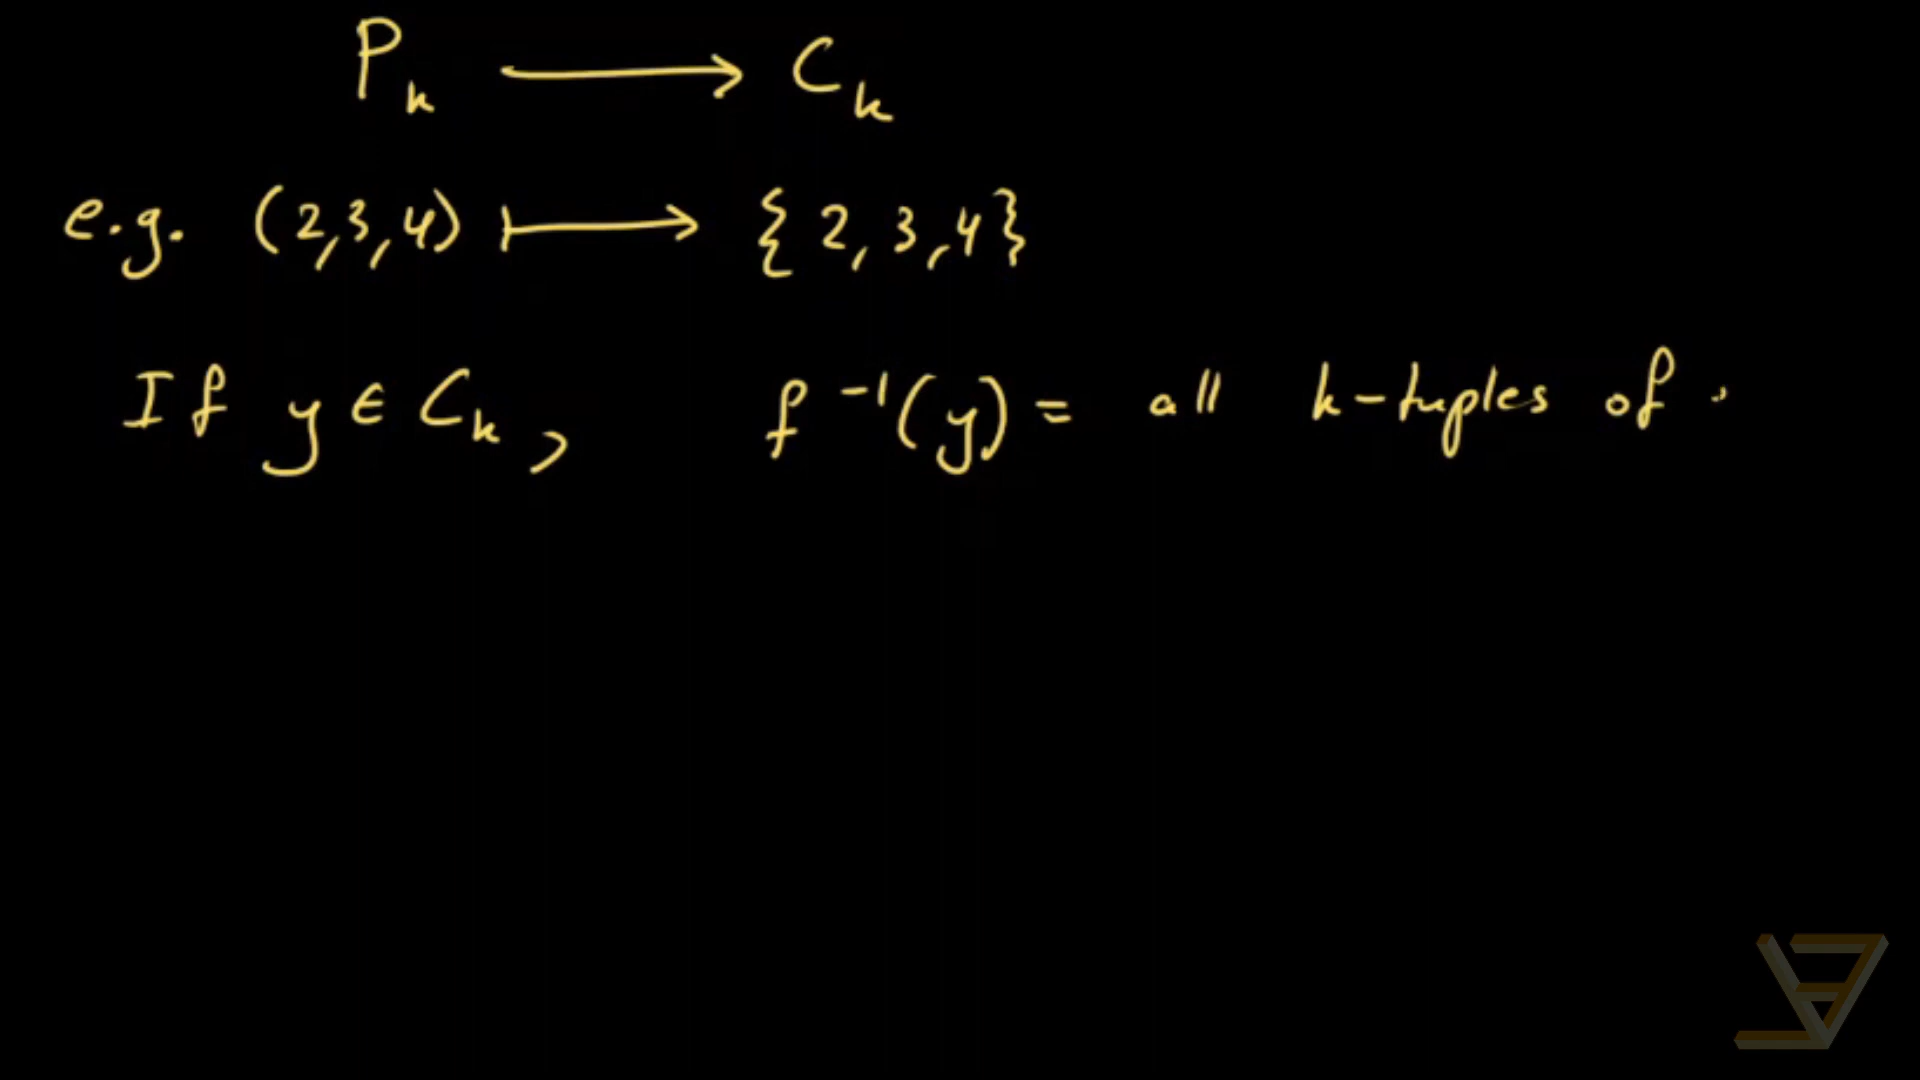 P_k ⟶ C_k
e.g. (2,3,4) ⟼ {2,3,4}
If y ∈ C_k, f⁻¹(y) = all k-tuples of